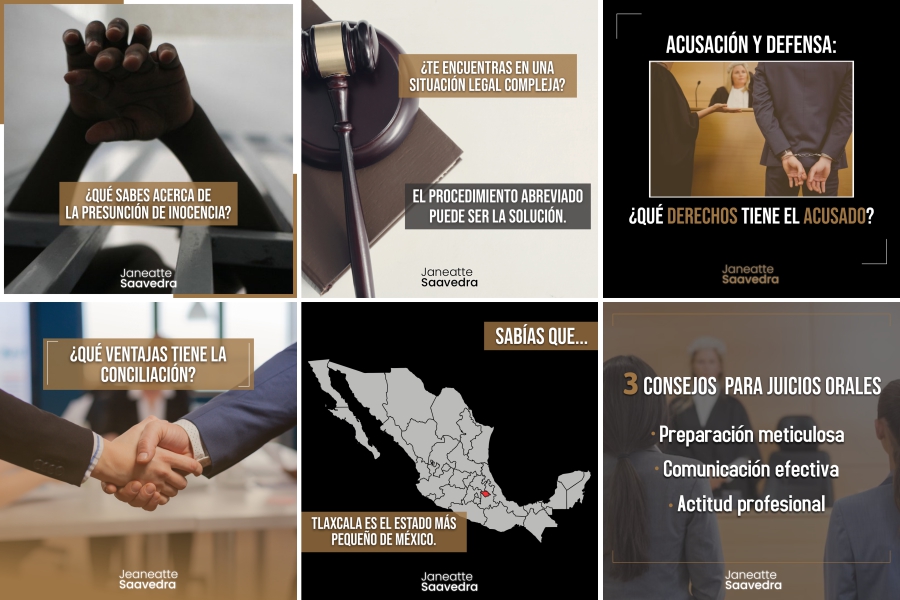 ¿QUÉ SABES ACERCA DE
LA PRESUNCIÓN DE INOCENCIA?
Janeatte
Saavedra
¿TE ENCUENTRAS EN UNA
SITUACIÓN LEGAL COMPLEJA?
EL PROCEDIMIENTO ABREVIADO
PUEDE SER LA SOLUCIÓN.
Janeatte
Saavedra
ACUSACIÓN Y DEFENSA:
¿QUÉ DERECHOS TIENE EL ACUSADO?
Janeatte
Saavedra
¿QUÉ VENTAJAS TIENE LA
CONCILIACIÓN?
Jeaneatte
Saavedra
SABÍAS QUE...
TLAXCALA ES EL ESTADO MÁS
PEQUEÑO DE MÉXICO.
Janeatte
Saavedra
3 CONSEJOS PARA JUICIOS ORALES
· Preparación meticulosa
· Comunicación efectiva
· Actitud profesional
Janeatte
Saavedra